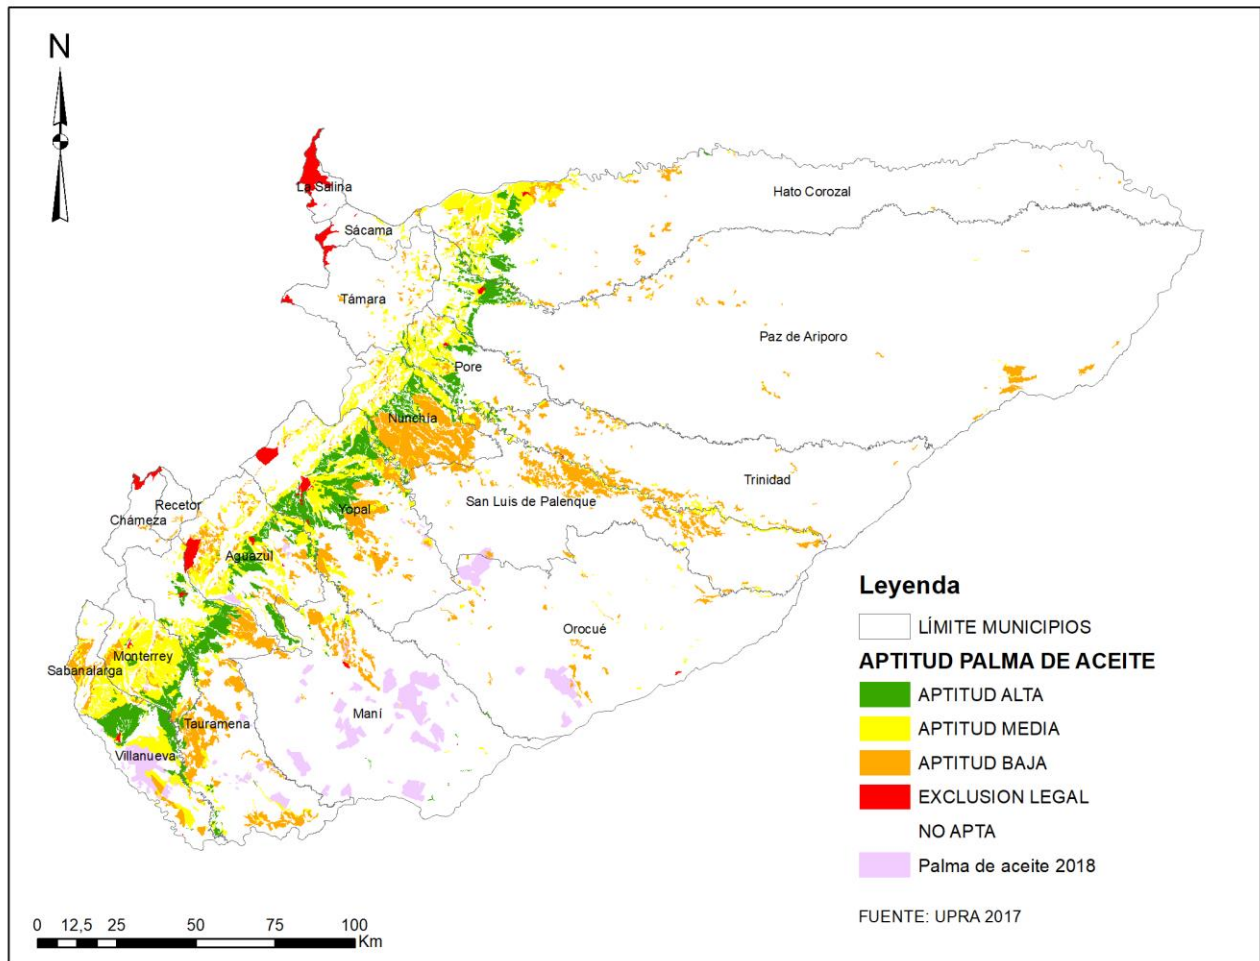 N
La Salina
Hato Corozal
Sácama
Támara
Paz de Ariporo
Pore
Nunchía
Trinidad
San Luis de Palenque
Recetor
Yopal
Chámeza
Aguazul
Orocué
Monterrey
Sabanalarga
Maní
Tauramena
Villanueva
Leyenda
LÍMITE MUNICIPIOS
APTITUD PALMA DE ACEITE
APTITUD ALTA
APTITUD MEDIA
APTITUD BAJA
EXCLUSION LEGAL
NO APTA
Palma de aceite 2018
FUENTE: UPRA 2017
0 12,5 25 50 75 100
Km